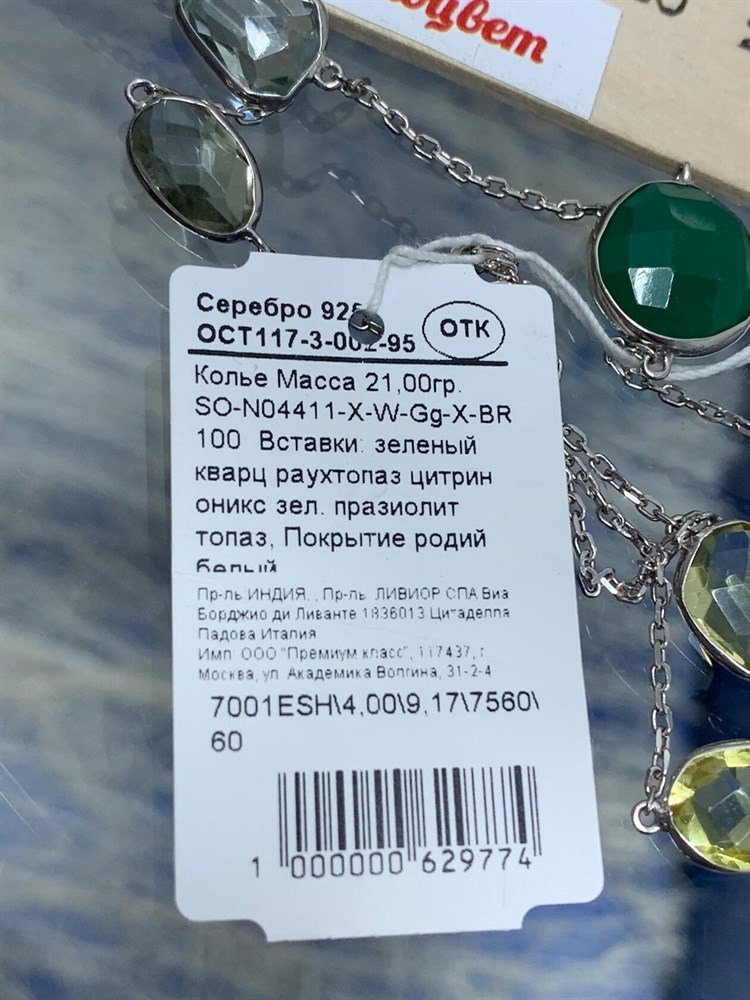 Серебро 925
ОТК
ОСТ117-3-002-95
Колье Масса 21,00гр.
SO-N04411-X-W-Gg-X-BR
100 Вставки: зеленый
кварц раухтопаз цитрин
оникс зел. празиолит
топаз, Покрытие родий
белый
Пр-ль ИНДИЯ. , Пр-ль ЛИВИОР СПА Виа
Борджио ди Ливанте 1836013 Цитаделла
Падова Италия
Имп. ООО "Премиум класс", 117437, г.
Москва, ул. Академика Волгина, 31-2-4
7001ESH\4,00\9,17\7560\
60
1 000000 629774